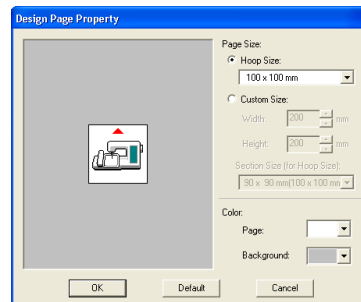 Design Page Property
Page Size:
Hoop Size:
100 x 100 mm
Custom Size:
Width: 200 mm
Height: 200 mm
Section Size (for Hoop Size):
90 x 90 mm(100 x 100 mm
Color:
Page:
Background:
OK Default Cancel